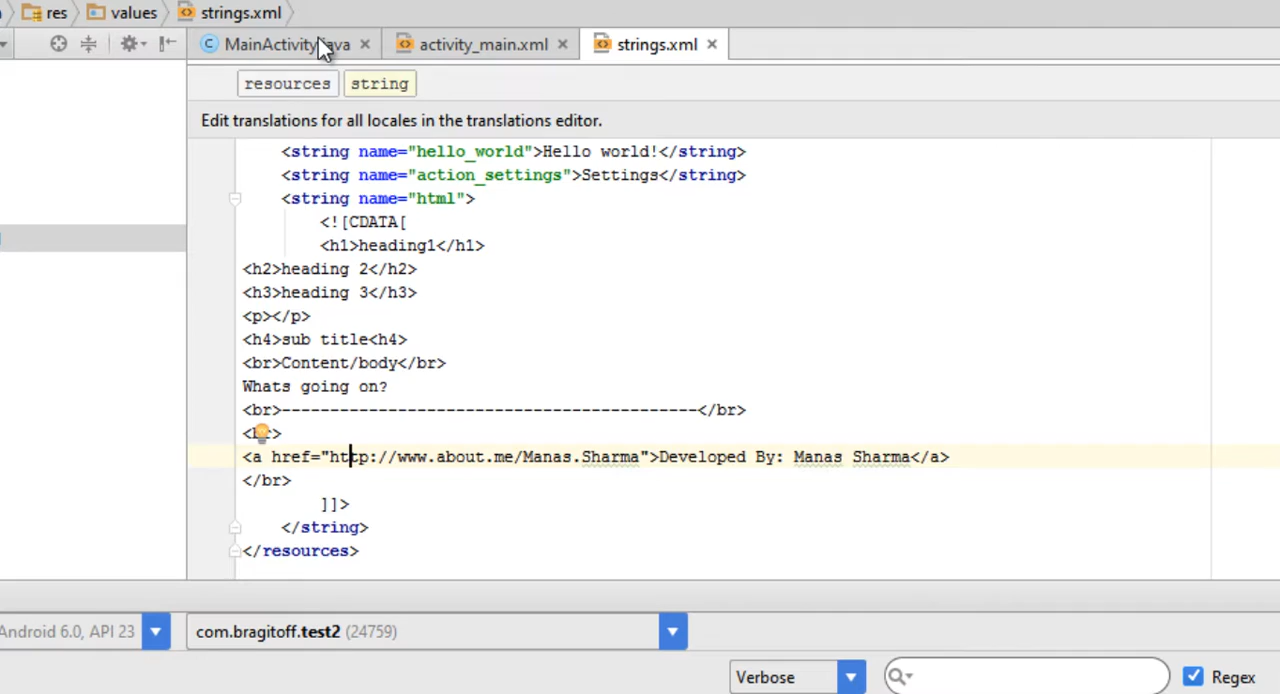 res values strings.xml
MainActivity.java activity_main.xml strings.xml
resources string
Edit translations for all locales in the translations editor.
<string name="hello_world">Hello world!</string>
<string name="action_settings">Settings</string>
<string name="html">
<![CDATA[
<h1>heading1</h1>
<h2>heading 2</h2>
<h3>heading 3</h3>
<p></p>
<h4>sub title<h4>
<br>Content/body</br>
Whats going on?
<br>-------------------------------------------</br>
<br>
<a href="http://www.about.me/Manas.Sharma">Developed By: Manas Sharma</a>
</br>
]]>
</string>
</resources>
Android 6.0, API 23 com.bragitoff.test2 (24759)
Verbose Regex